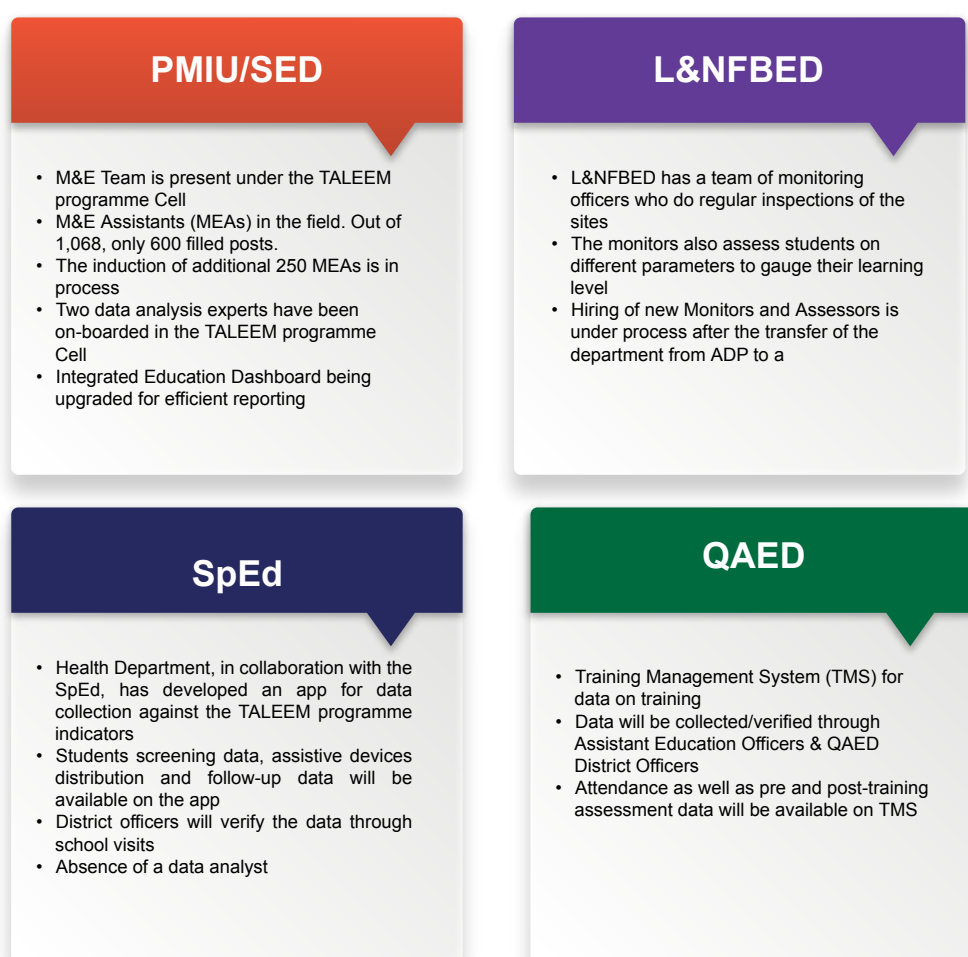 PMIU/SED
• M&E Team is present under the TALEEM
programme Cell
• M&E Assistants (MEAs) in the field. Out of
1,068, only 600 filled posts.
• The induction of additional 250 MEAs is in
process
• Two data analysis experts have been
on-boarded in the TALEEM programme
Cell
• Integrated Education Dashboard being
upgraded for efficient reporting
L&NFBED
• L&NFBED has a team of monitoring
officers who do regular inspections of the
sites
• The monitors also assess students on
different parameters to gauge their learning
level
• Hiring of new Monitors and Assessors is
under process after the transfer of the
department from ADP to a
SpEd
• Health Department, in collaboration with the
SpEd, has developed an app for data
collection against the TALEEM programme
indicators
• Students screening data, assistive devices
distribution and follow-up data will be
available on the app
• District officers will verify the data through
school visits
• Absence of a data analyst
QAED
• Training Management System (TMS) for
data on training
• Data will be collected/verified through
Assistant Education Officers & QAED
District Officers
• Attendance as well as pre and post-training
assessment data will be available on TMS